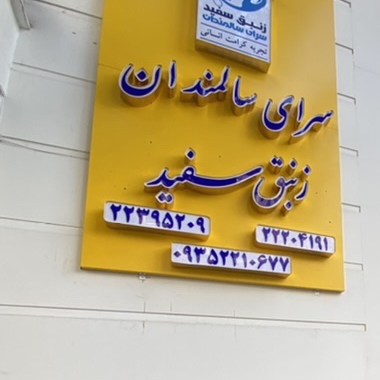 زنبق سفید
سرای سالمندان
تجربه کرامت انسانی
سرای سالمندان
زنبق سفید
۲۲۲۰۴۱۹۱ ۲۲۳۹۵۲۰۹
۰۹۳۵۲۲۱۰۶۷۷